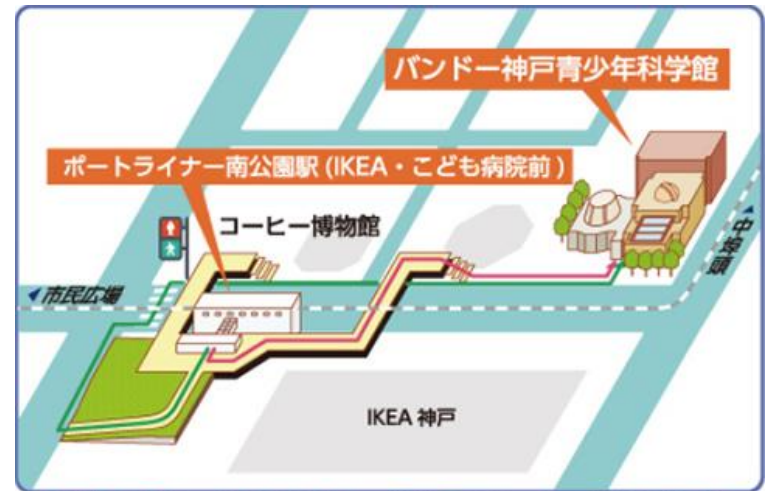 バンドー神戸青少年科学館
ポートライナー南公園駅(IKEA・こども病院前)
コーヒー博物館
中埠頭
市民広場
IKEA 神戸